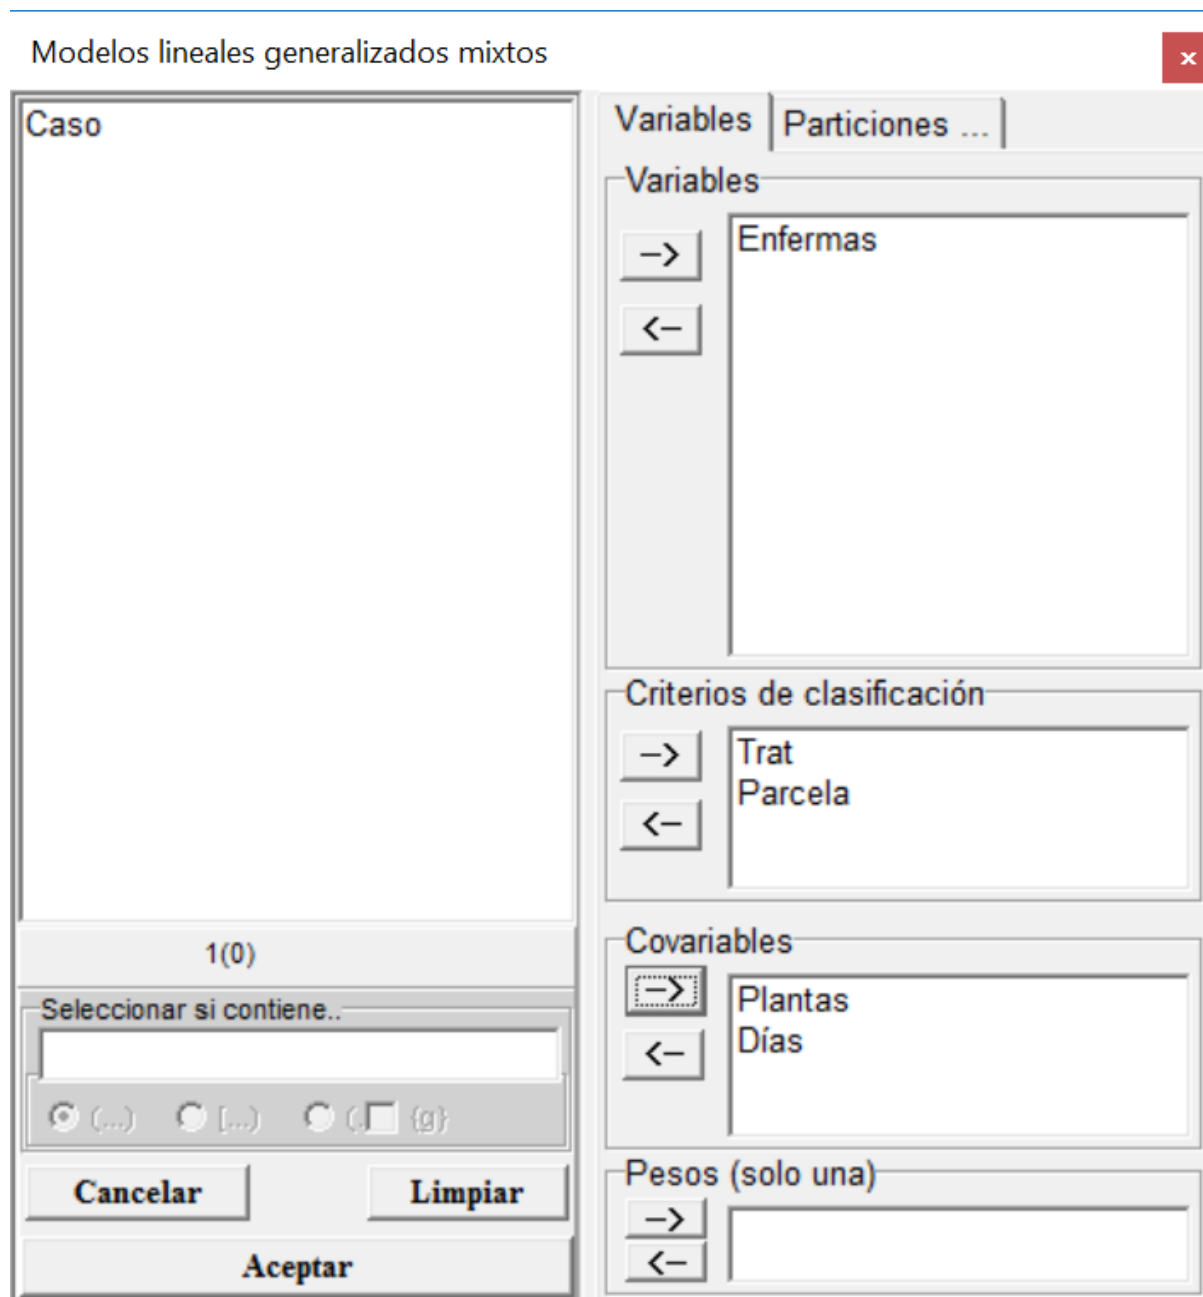 Modelos lineales generalizados mixtos
x
Caso
1(0)
Seleccionar si contiene..
(...) [...) (. {g}
Cancelar Limpiar
Aceptar
Variables Particiones ...
Variables
Enfermas
-->
<--
Criterios de clasificación
Trat
Parcela
-->
<--
Covariables
Plantas
Días
-->
<--
Pesos (solo una)
-->
<--